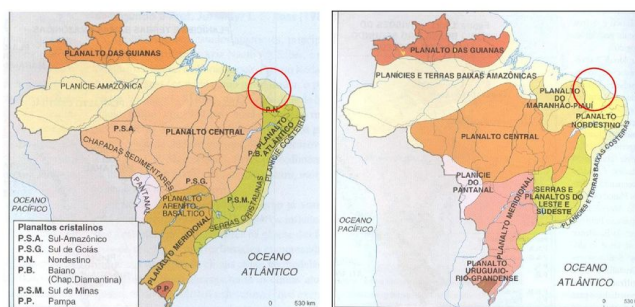 PLANALTO DAS GUIANAS
PLANÍCIE AMAZÔNICA
P.N.
P.S.A.
PLANALTO CENTRAL
PLANALTO ATLÂNTICO
P.B.
PLANÍCIE COSTEIRA
CHAPADAS SEDIMENTARES
PANTANAL
P.S.G.
PLANALTO
ARENITO
BASÁLTICO
P.S.M.
SERRAS CRISTALINAS
PLANALTO MERIDIONAL
P.P.
OCEANO
PACÍFICO
OCEANO
ATLÂNTICO
Planaltos cristalinos
P.S.A. Sul-Amazônico
P.S.G. Sul de Goiás
P.N. Nordestino
P.B. Baiano
(Chap. Diamantina)
P.S.M. Sul de Minas
P.P. Pampa
0 530 km
PLANALTO DAS GUIANAS
PLANÍCIES E TERRAS BAIXAS AMAZÔNICAS
PLANALTO
DO
MARANHÃO-PIAUÍ
PLANALTO
NORDESTINO
PLANALTO CENTRAL
PLANÍCIE
DO
PANTANAL
SERRAS E
PLANALTOS DO
LESTE E
SUDESTE
PLANÍCIES E TERRAS BAIXAS COSTEIRAS
PLANALTO MERIDIONAL
PLANALTO
URUGUAIO-
RIO-GRANDENSE
OCEANO
PACÍFICO
OCEANO
ATLÂNTICO
0 530 km